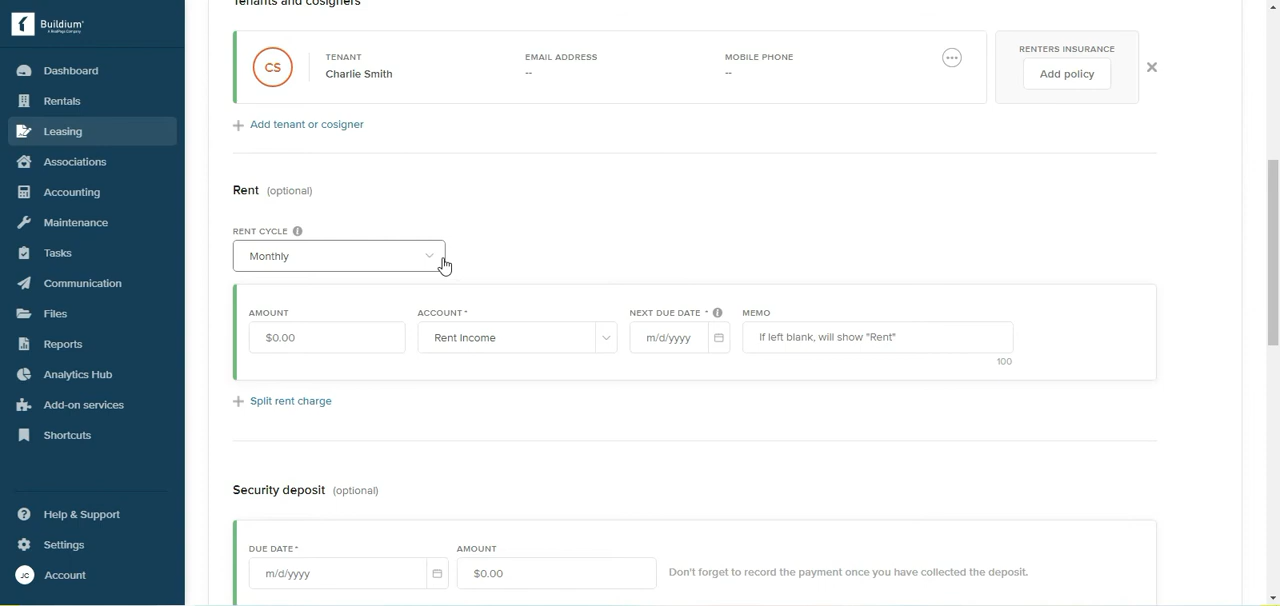 Buildium®
A RealPage Company
Dashboard
Rentals
Leasing
Associations
Accounting
Maintenance
Tasks
Communication
Files
Reports
Analytics Hub
Add-on services
Shortcuts
Help & Support
Settings
JC Account
Tenants and cosigners
CS
TENANT
Charlie Smith
EMAIL ADDRESS
--
MOBILE PHONE
--
RENTERS INSURANCE
Add policy
Add tenant or cosigner
Rent (optional)
RENT CYCLE
Monthly
AMOUNT
$0.00
ACCOUNT*
Rent Income
NEXT DUE DATE *
m/d/yyyy
MEMO
If left blank, will show "Rent"
100
Split rent charge
Security deposit (optional)
DUE DATE*
m/d/yyyy
AMOUNT
$0.00
Don't forget to record the payment once you have collected the deposit.